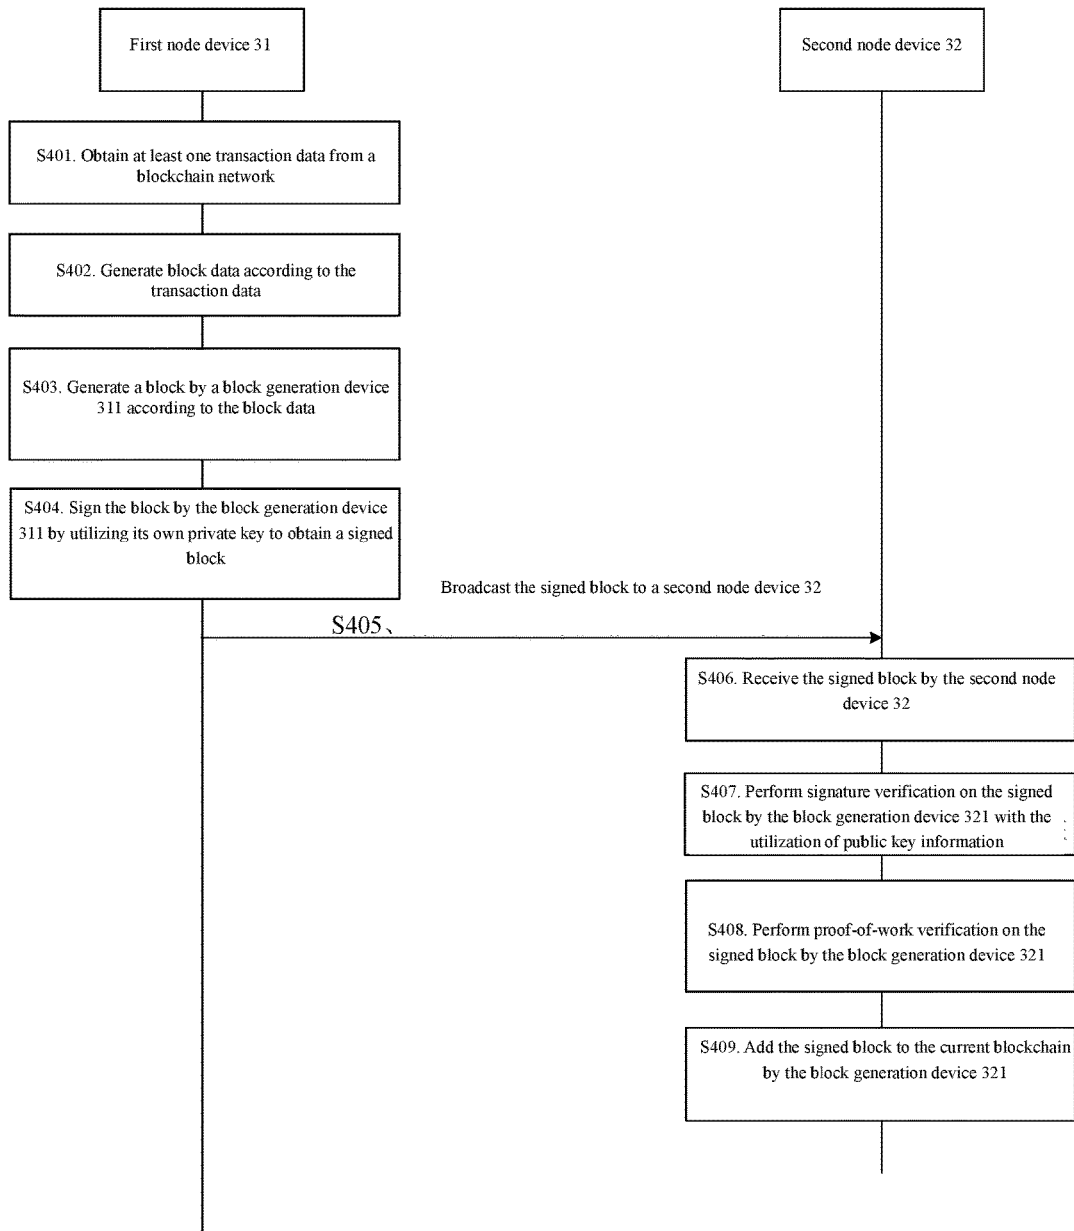 First node device 31
Second node device 32
S401. Obtain at least one transaction data from a
blockchain network
S402. Generate block data according to the
transaction data
S403. Generate a block by a block generation device
311 according to the block data
S404. Sign the block by the block generation device
311 by utilizing its own private key to obtain a signed
block
Broadcast the signed block to a second node device 32
S405、
S406. Receive the signed block by the second node
device 32
S407. Perform signature verification on the signed
block by the block generation device 321 with the
utilization of public key information
S408. Perform proof-of-work verification on the
signed block by the block generation device 321
S409. Add the signed block to the current blockchain
by the block generation device 321